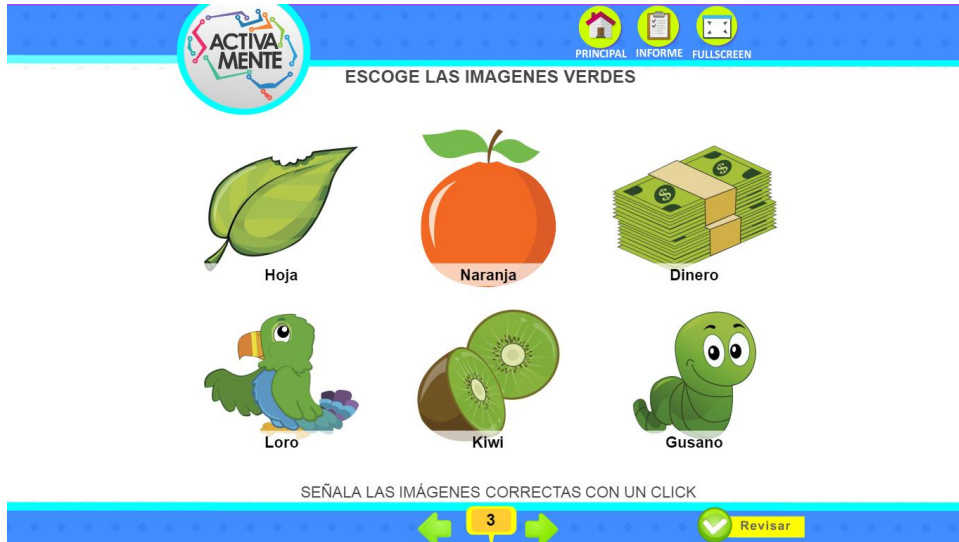 ACTIVA
MENTE
PRINCIPAL INFORME FULLSCREEN
ESCOGE LAS IMAGENES VERDES
$ $
Hoja Naranja Dinero
Loro Kiwi Gusano
SEÑALA LAS IMÁGENES CORRECTAS CON UN CLICK
3
Revisar